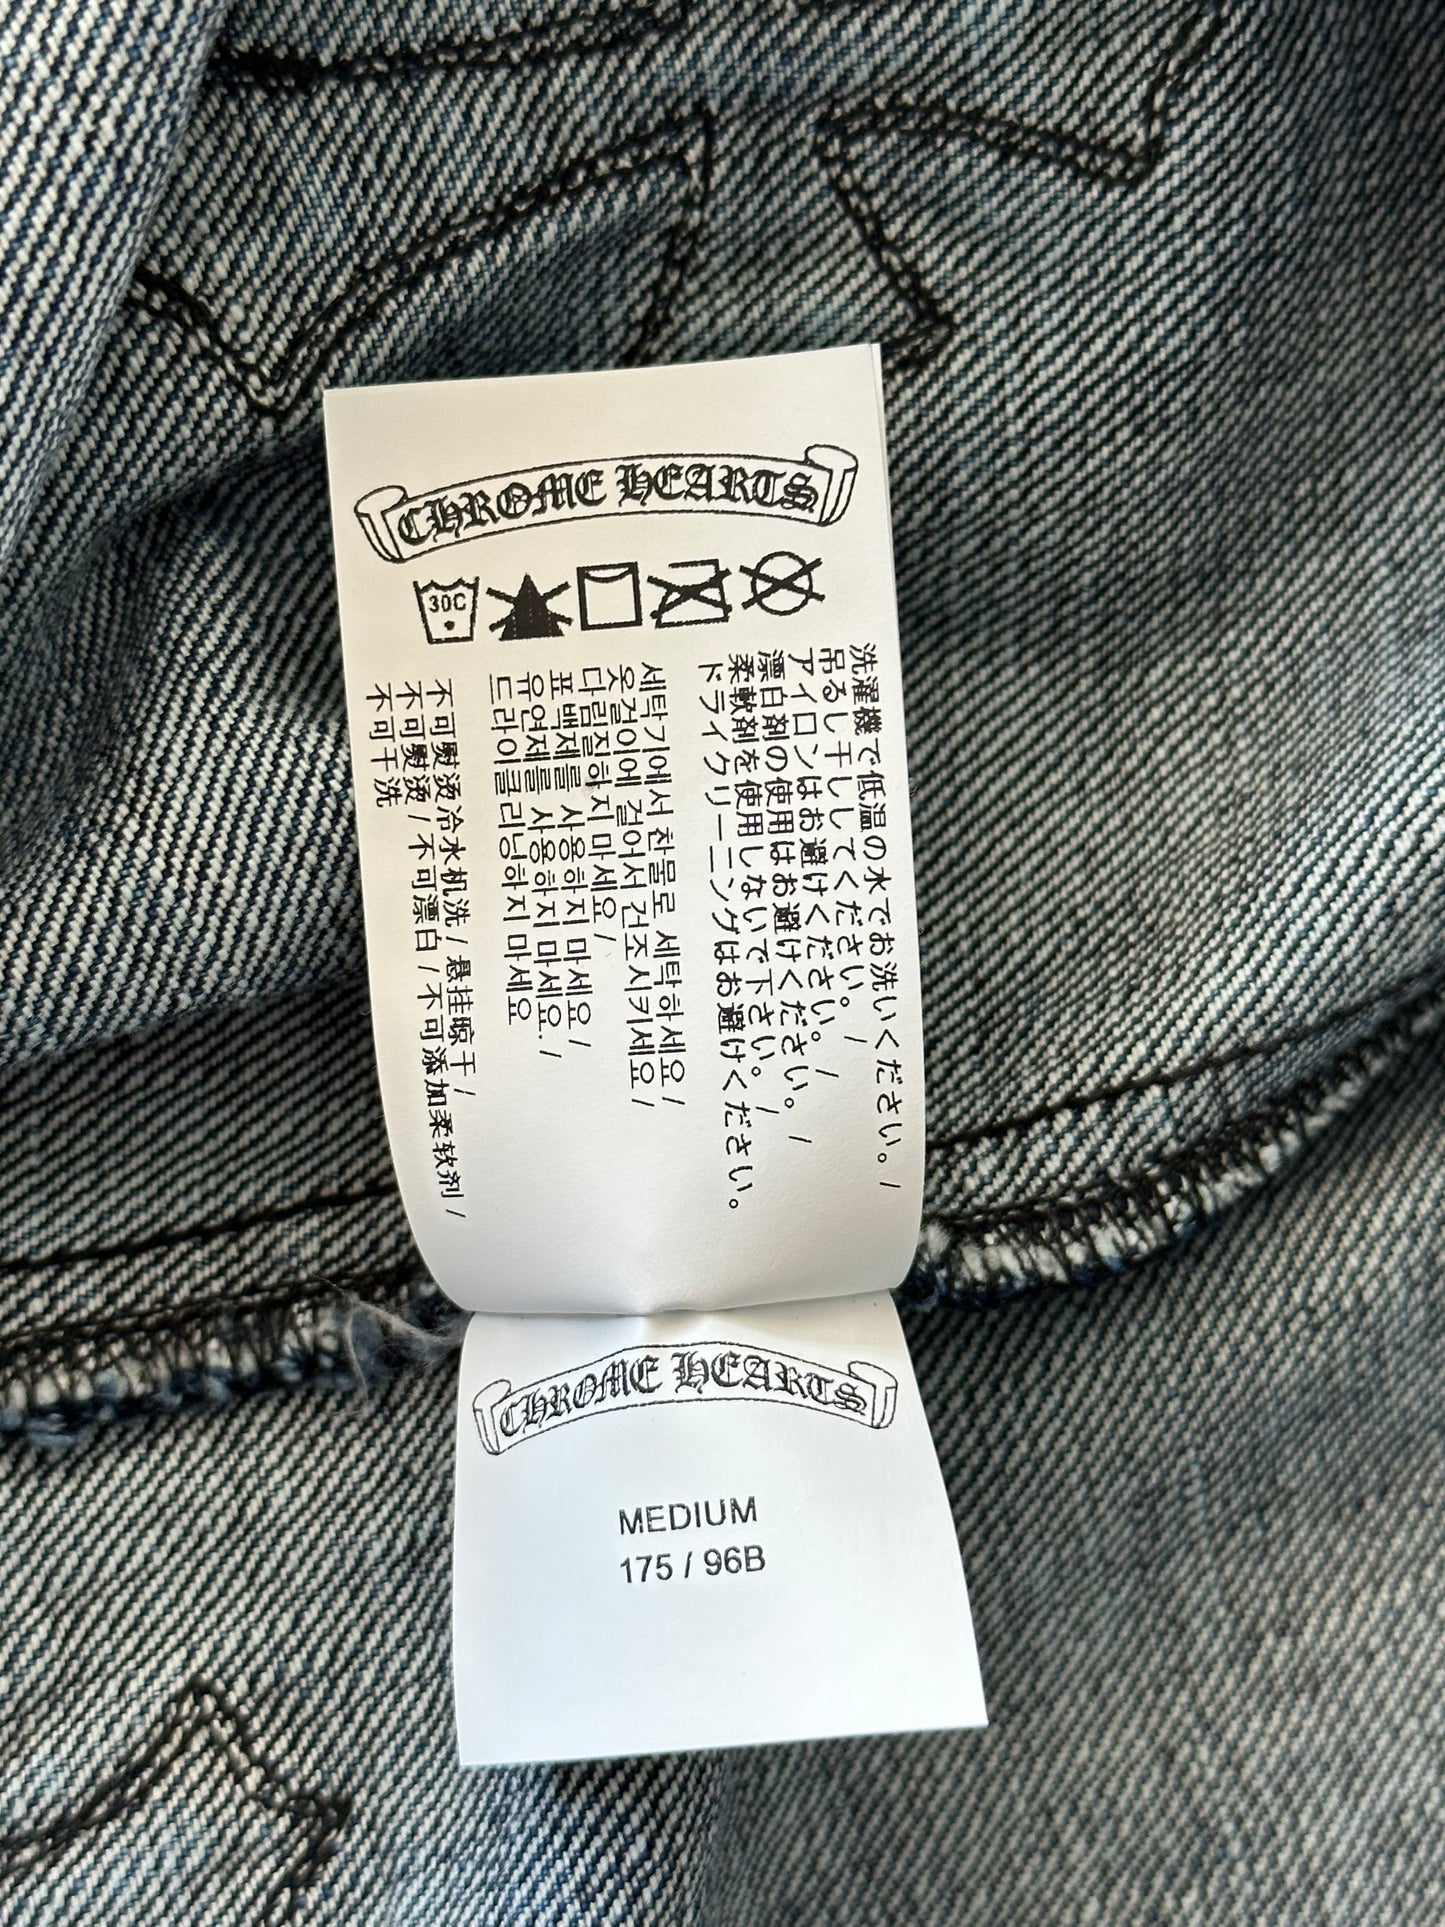 CHROME HEARTS
30C
洗濯機で低温の水でお洗いください。/
吊るし干ししてください。/
アイロンはお避けください。/
漂白剤の使用はお避けください。/
柔軟剤を使用しないで下さい。/
ドライクリーニングはお避けください。
세탁기에서 찬물로 세탁하세요/
옷걸이에 걸어서 건조시키세요/
다림질하지 마세요/
표백제를 사용하지 마세요/
유연제를 사용하지 마세요./
드라이클리닝하지 마세요
不可熨烫冷水机洗/悬挂晾干/
不可熨烫/不可漂白/不可添加柔软剂/
不可干洗
CHROME HEARTS
MEDIUM
175 / 96B